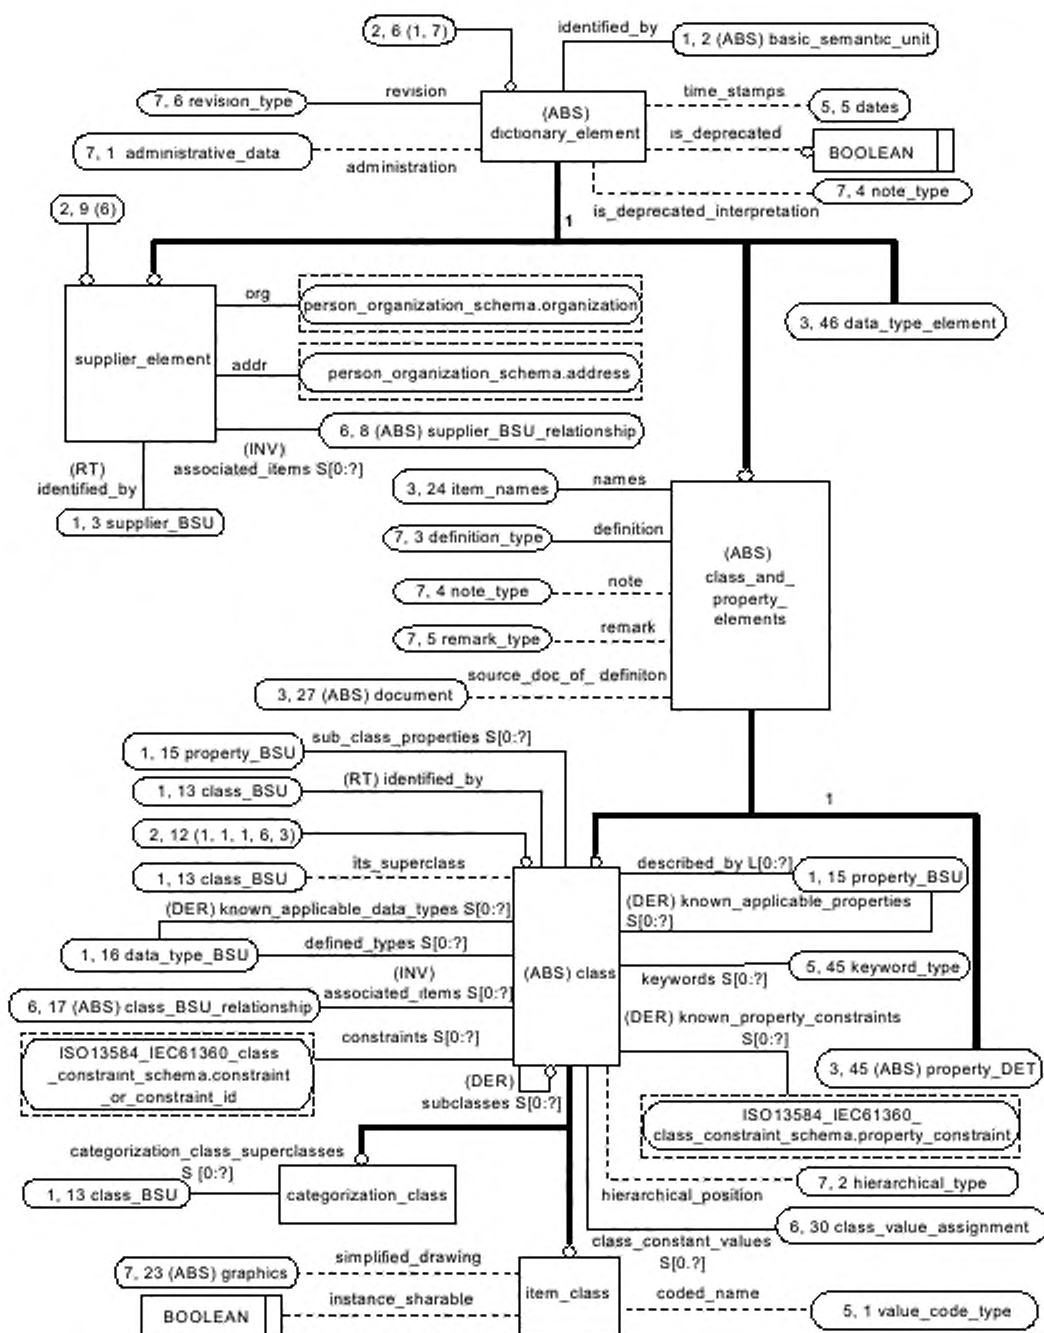 identified_by
2, 6 (1, 7)
1, 2 (ABS) basic_semantic_unit
revision
time_stamps
7, 6 revision_type
(ABS)
dictionary_element
5, 5 dates
is_deprecated
7, 1 administrative_data
BOOLEAN
administration
7, 4 note_type
is_deprecated_interpretation
2, 9 (6)
1
org
person_organization_schema.organization
3, 46 data_type_element
supplier_element
addr
person_organization_schema.address
6, 8 (ABS) supplier_BSU_relationship
(INV)
associated_items S[0:?]
(RT)
identified_by
1, 3 supplier_BSU
names
3, 24 item_names
definition
7, 3 definition_type
(ABS)
class_and_
property_
elements
note
7, 4 note_type
remark
7, 5 remark_type
source_doc_of_ definiton
3, 27 (ABS) document
sub_class_properties S[0:?]
1, 15 property_BSU
(RT) identified_by
1, 13 class_BSU
1
2, 12 (1, 1, 1, 6, 3)
its_superclass
1, 13 class_BSU
described_by L[0:?]
1, 15 property_BSU
(DER) known_applicable_data_types S[0:?]
(DER) known_applicable_properties
S[0:?]
defined_types S[0:?]
1, 16 data_type_BSU
(ABS) class
5, 45 keyword_type
keywords S[0:?]
(INV)
associated_items S[0:?]
6, 17 (ABS) class_BSU_relationship
(DER) known_property_constraints
S[0:?]
constraints S[0:?]
ISO13584_IEC61360_class
_constraint_schema.constraint
_or_constraint_id
3, 45 (ABS) property_DET
(DER)
subclasses S[0:?]
ISO13584_IEC61360_
class_constraint_schema.property_constraint
categorization_class_superclasses
S [0:?]
1, 13 class_BSU
categorization_class
7, 2 hierarchical_type
hierarchical_position
6, 30 class_value_assignment
class_constant_values
S[0:?]
simplified_drawing
7, 23 (ABS) graphics
item_class
coded_name
instance_sharable
BOOLEAN
5, 1 value_code_type